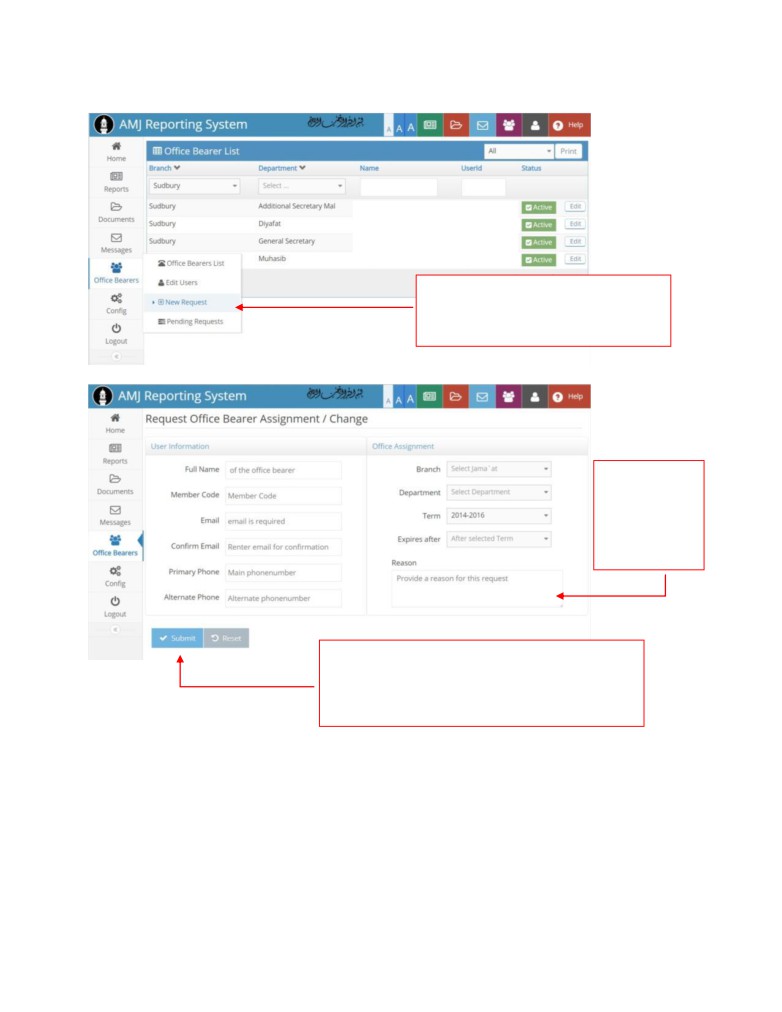 AMJ Reporting System
A A A Help
Home
Reports
Documents
Messages
Office Bearers
Config
Logout
Office Bearer List All Print
Branch Department Name UserId Status
Sudbury Select ...
Sudbury Additional Secretary Mal Active Edit
Sudbury Diyafat Active Edit
Sudbury General Secretary Active Edit
Muhasib Active Edit
Office Bearers List
Edit Users
New Request
Pending Requests
AMJ Reporting System
A A A Help
Home
Reports
Documents
Messages
Office Bearers
Config
Logout
Request Office Bearer Assignment / Change
User Information
Full Name of the office bearer
Member Code Member Code
Email email is required
Confirm Email Renter email for confirmation
Primary Phone Main phonenumber
Alternate Phone Alternate phonenumber
Office Assignment
Branch Select Jama`at
Department Select Department
Term 2014-2016
Expires after After selected Term
Reason
Provide a reason for this request
Submit Reset